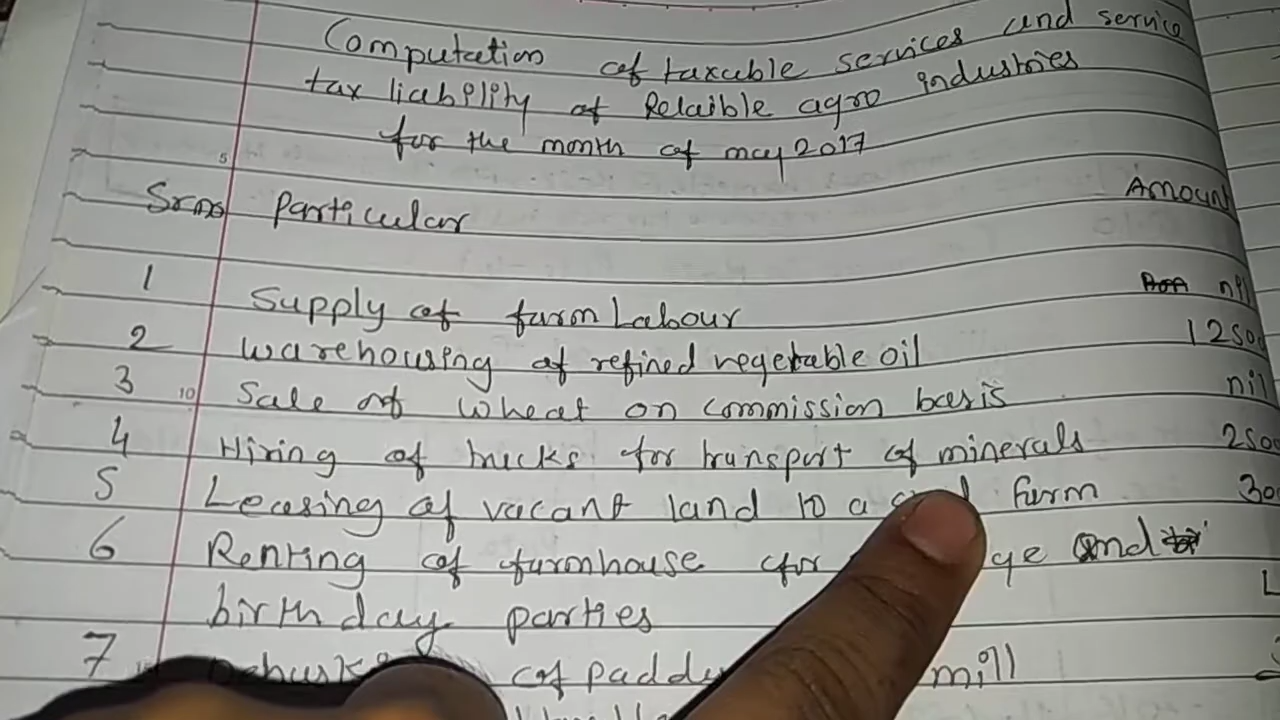 Computation of taxable services and service
tax liability of Relaible agro industries
for the month of may 2017
Srno Particular Amount
1 Supply of farm Labour nil
2 warehousing of refined vegetable oil 1250
3 Sale of wheat on commission basis nil
4 Hiring of trucks for transport of minerals 250
5 Leasing of vacant land to a farm 30
6 Renting of farmhouse for and
birthday parties
7 of mill